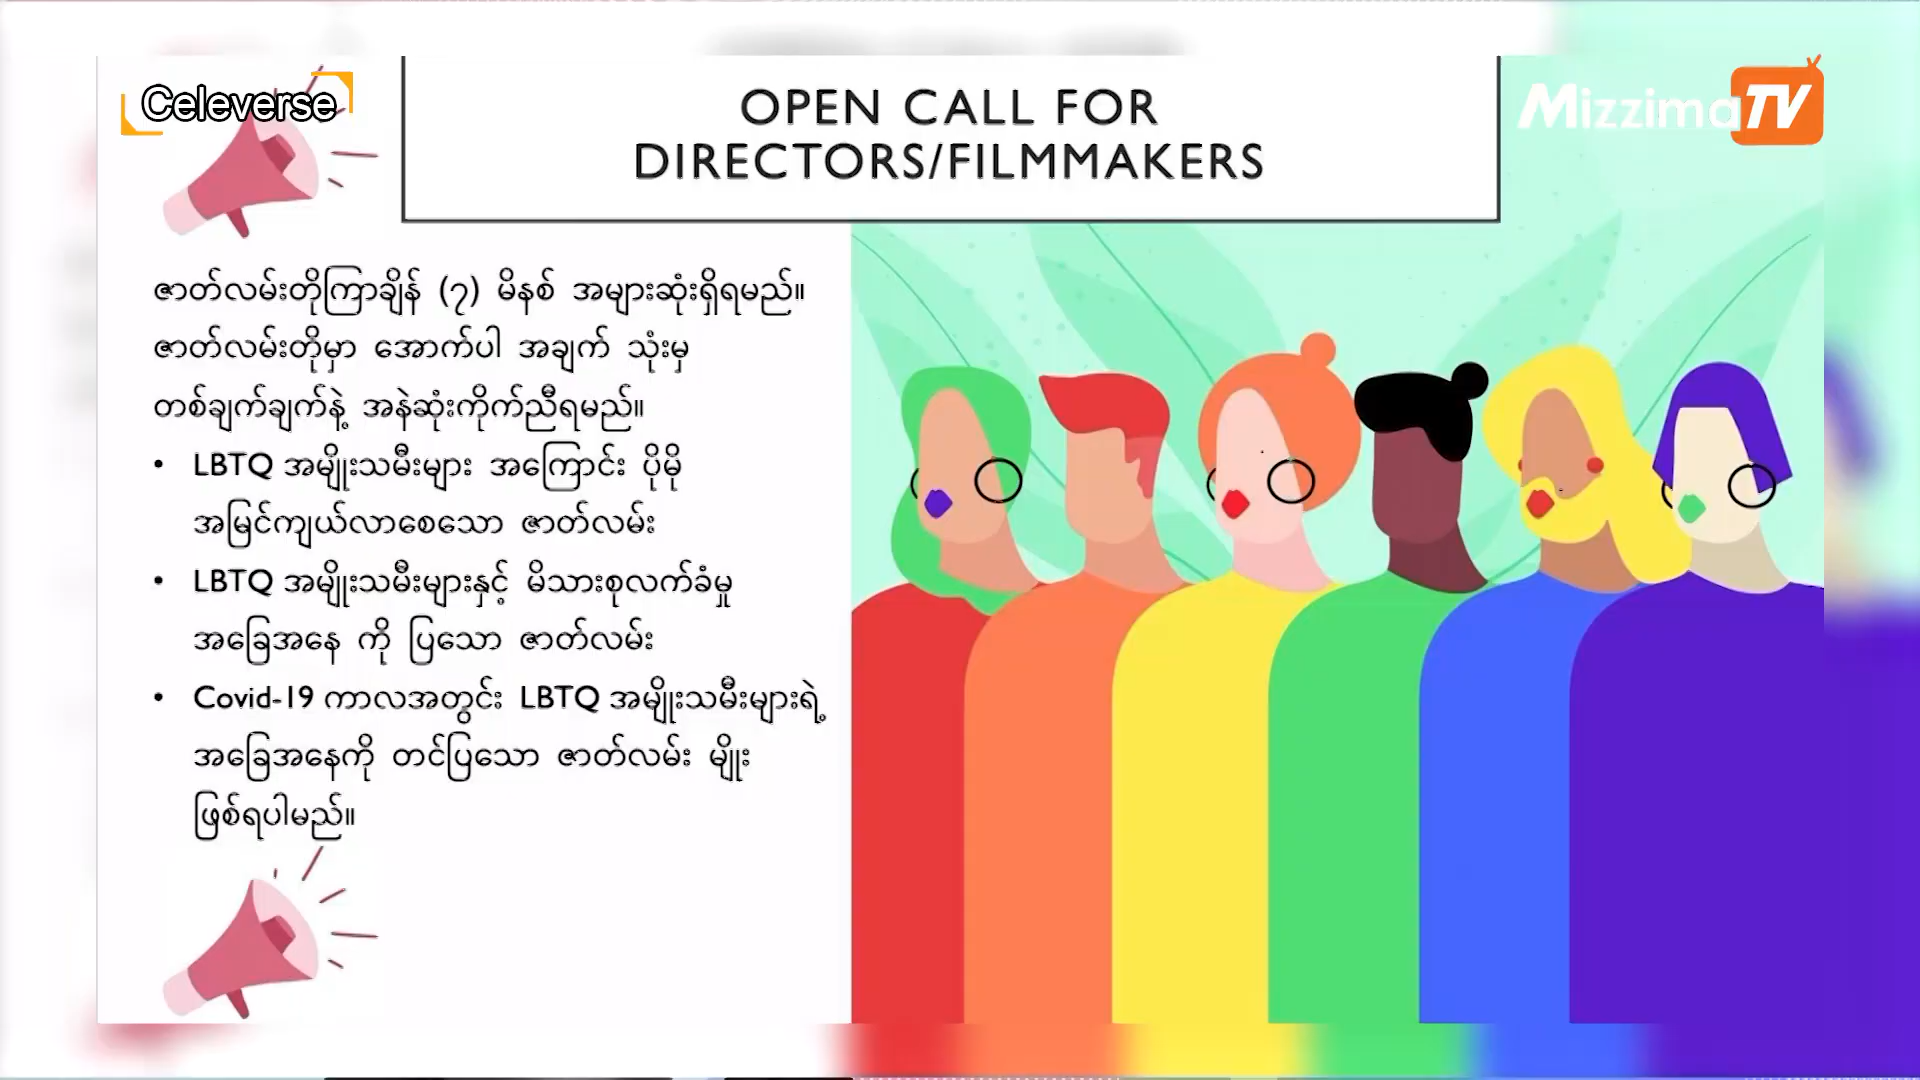 Celeverse
MizzimaTV
OPEN CALL FOR
DIRECTORS/FILMMAKERS
ဇာတ်လမ်းတိုကြာချိန် (၇) မိနစ် အများဆုံးရှိရမည်။
ဇာတ်လမ်းတိုမှာ အောက်ပါ အချက် သုံးမှ
တစ်ချက်ချက်နဲ့ အနဲဆုံးကိုက်ညီရမည်။
• LBTQ အမျိုးသမီးများ အကြောင်း ပိုမို
အမြင်ကျယ်လာစေသော ဇာတ်လမ်း
• LBTQ အမျိုးသမီးများနှင့် မိသားစုလက်ခံမှု
အခြေအနေ ကို ပြသော ဇာတ်လမ်း
• Covid-19 ကာလအတွင်း LBTQ အမျိုးသမီးများရဲ့
အခြေအနေကို တင်ပြသော ဇာတ်လမ်း မျိုး
ဖြစ်ရပါမည်။